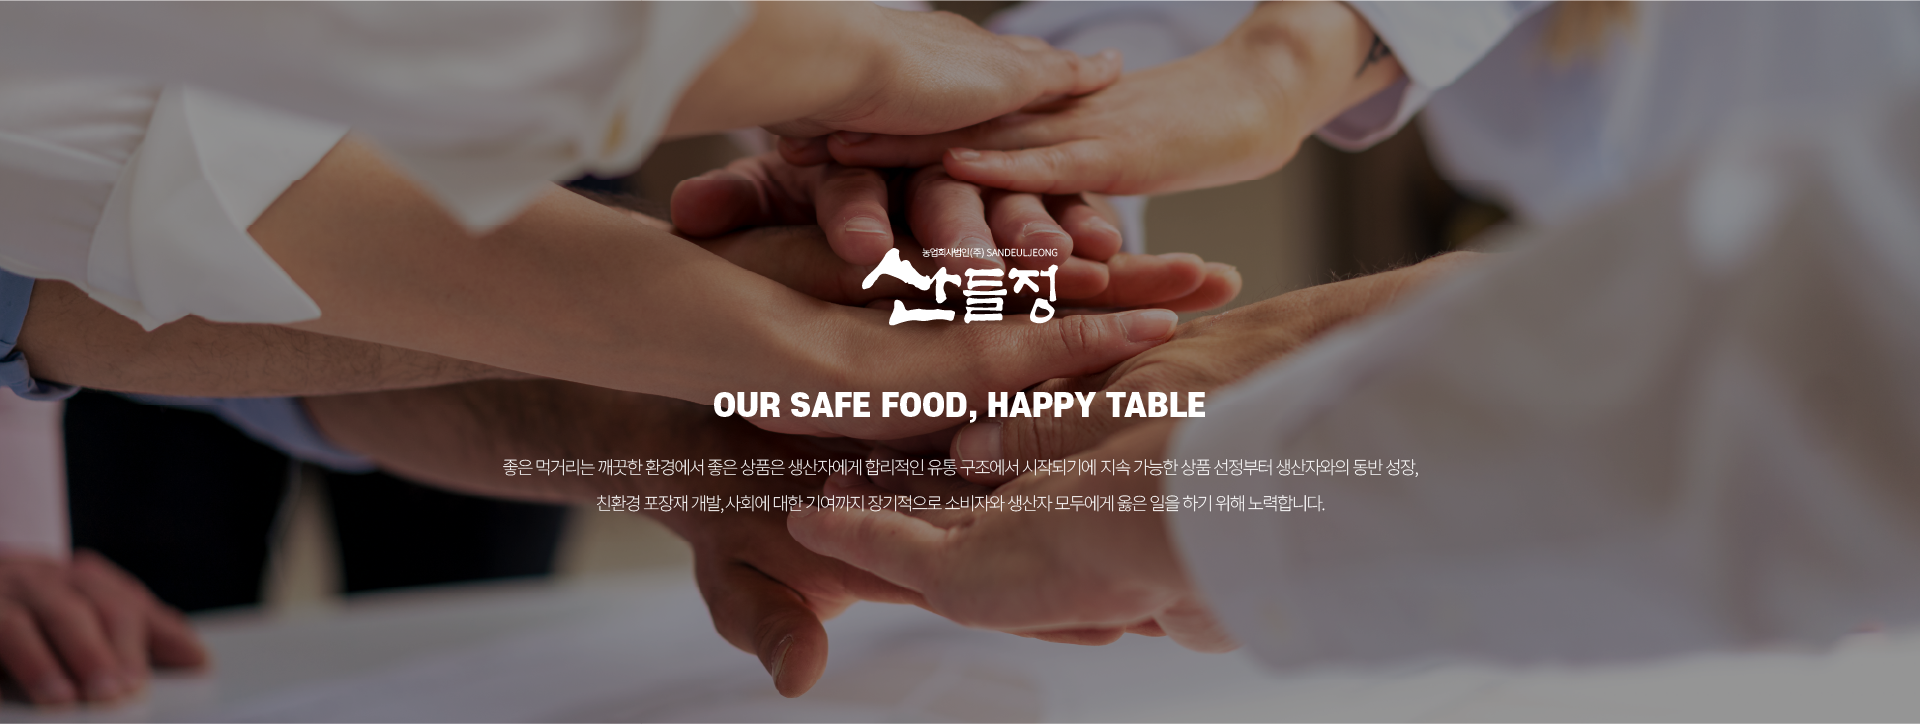 농업회사법인(주) SANDEULJEONG
산들정
OUR SAFE FOOD, HAPPY TABLE
좋은 먹거리는 깨끗한 환경에서 좋은 상품은 생산자에게 합리적인 유통 구조에서 시작되기에 지속 가능한 상품 선정부터 생산자와의 동반 성장,
친환경 포장재 개발, 사회에 대한 기여까지 장기적으로 소비자와 생산자 모두에게 옳은 일을 하기 위해 노력합니다.